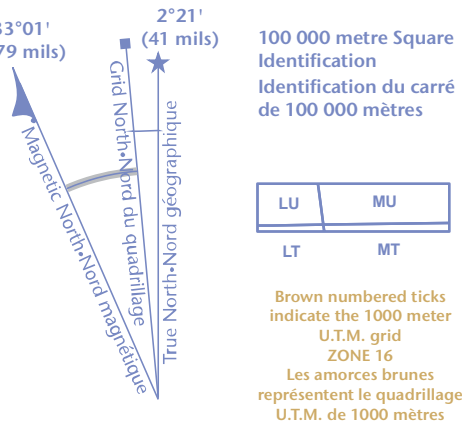 2°21'
(41 mils)
Magnetic North•Nord magnétique
Grid North•Nord du quadrillage
True North•Nord géographique
100 000 metre Square
Identification
Identification du carré
de 100 000 mètres
LU MU
LT MT
Brown numbered ticks
indicate the 1000 meter
U.T.M. grid
ZONE 16
Les amorces brunes
représentent le quadrillage
U.T.M. de 1000 mètres